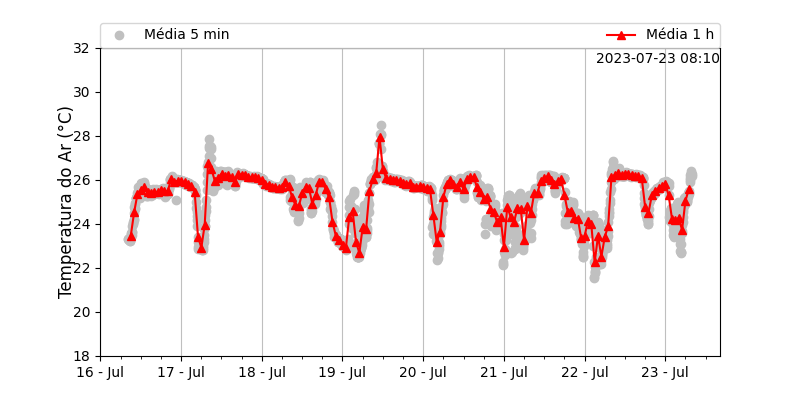 Média 5 min
Média 1 h
2023-07-23 08:10
Temperatura do Ar (°C)
32
30
28
26
24
22
20
18
16 - Jul
17 - Jul
18 - Jul
19 - Jul
20 - Jul
21 - Jul
22 - Jul
23 - Jul